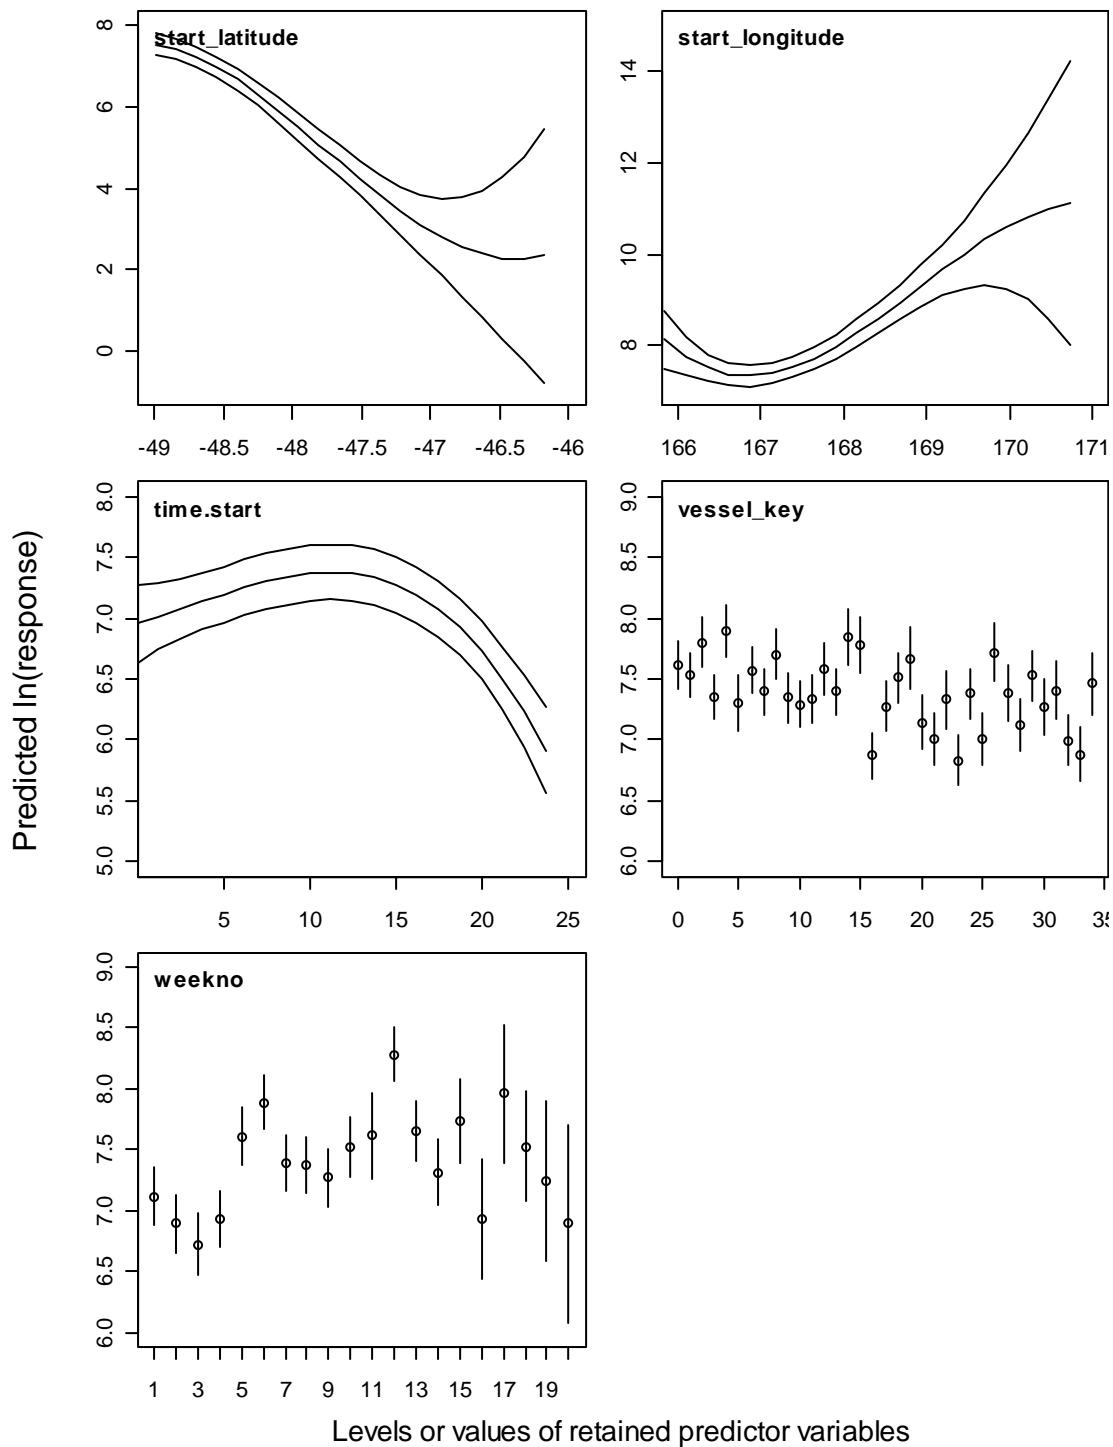 start_latitude
8
6
4
2
0
-49 -48.5 -48 -47.5 -47 -46.5 -46
start_longitude
14
12
10
8
166 167 168 169 170 171
time.start
8.0
7.5
7.0
6.5
6.0
5.5
5.0
5 10 15 20 25
vessel_key
9.0
8.5
8.0
7.5
7.0
6.5
6.0
0 5 10 15 20 25 30 35
weekno
9.0
8.5
8.0
7.5
7.0
6.5
6.0
1 3 5 7 9 11 13 15 17 19
Predicted ln(response)
Levels or values of retained predictor variables